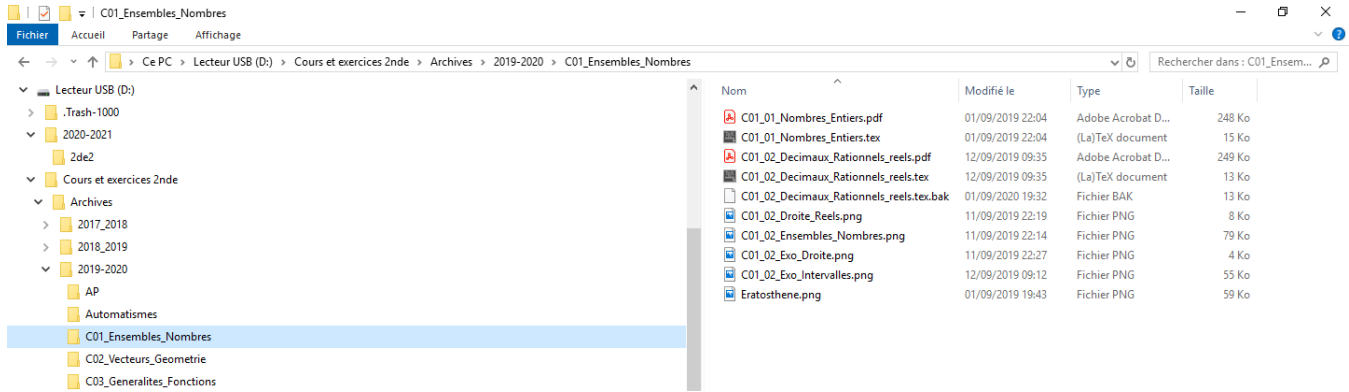 C01_Ensembles_Nombres
Fichier Accueil Partage Affichage
Ce PC > Lecteur USB (D:) > Cours et exercices 2nde > Archives > 2019-2020 > C01_Ensembles_Nombres
Rechercher dans : C01_Ensem...
Lecteur USB (D:)
.Trash-1000
2020-2021
2de2
Cours et exercices 2nde
Archives
2017_2018
2018_2019
2019-2020
AP
Automatismes
C01_Ensembles_Nombres
C02_Vecteurs_Geometrie
C03_Generalites_Fonctions
Nom Modifié le Type Taille
C01_01_Nombres_Entiers.pdf 01/09/2019 22:04 Adobe Acrobat D... 248 Ko
C01_01_Nombres_Entiers.tex 01/09/2019 22:04 (La)TeX document 15 Ko
C01_02_Decimaux_Rationnels_reels.pdf 12/09/2019 09:35 Adobe Acrobat D... 249 Ko
C01_02_Decimaux_Rationnels_reels.tex 12/09/2019 09:35 (La)TeX document 13 Ko
C01_02_Decimaux_Rationnels_reels.tex.bak 01/09/2020 19:32 Fichier BAK 13 Ko
C01_02_Droite_Reels.png 11/09/2019 22:19 Fichier PNG 8 Ko
C01_02_Ensembles_Nombres.png 11/09/2019 22:14 Fichier PNG 79 Ko
C01_02_Exo_Droite.png 11/09/2019 22:27 Fichier PNG 4 Ko
C01_02_Exo_Intervalles.png 12/09/2019 09:12 Fichier PNG 55 Ko
Eratosthene.png 01/09/2019 19:43 Fichier PNG 59 Ko